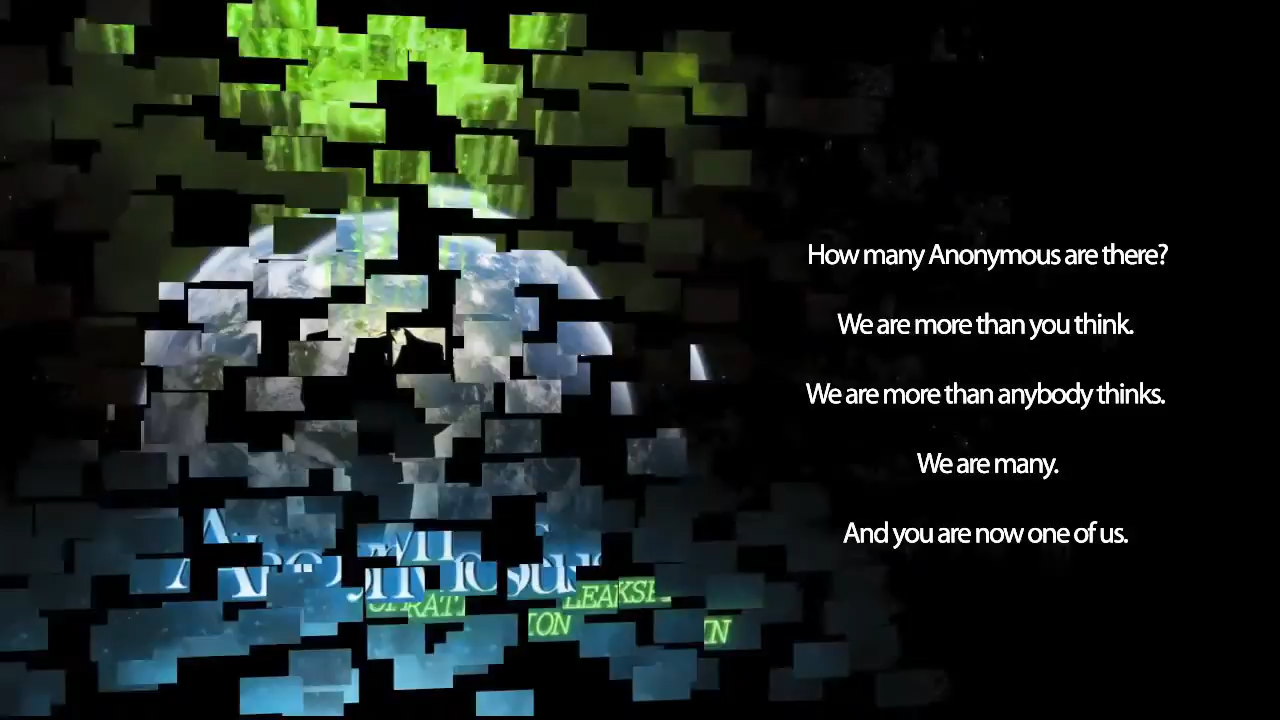 How many Anonymous are there?
We are more than you think.
We are more than anybody thinks.
We are many.
And you are now one of us.